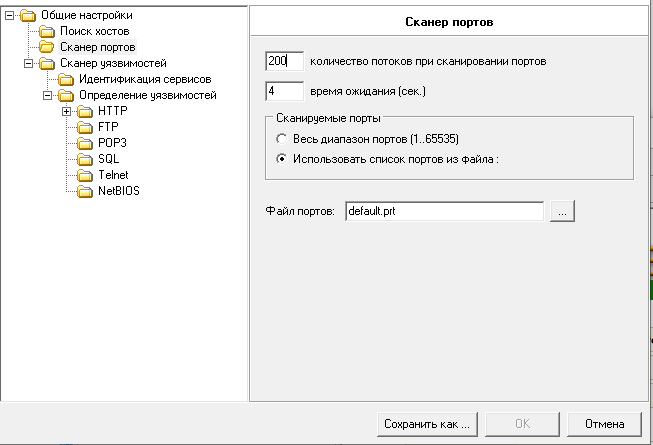 Общие настройки
Поиск хостов
Сканер портов
Сканер уязвимостей
Идентификация сервисов
Определение уязвимостей
HTTP
FTP
POP3
SQL
Telnet
NetBIOS
Сканер портов
200 количество потоков при сканировании портов
4 время ожидания (сек.)
Сканируемые порты
Весь диапазон портов (1..65535)
Использовать список портов из файла :
Файл портов: default.prt ...
Сохранить как ... OK Отмена